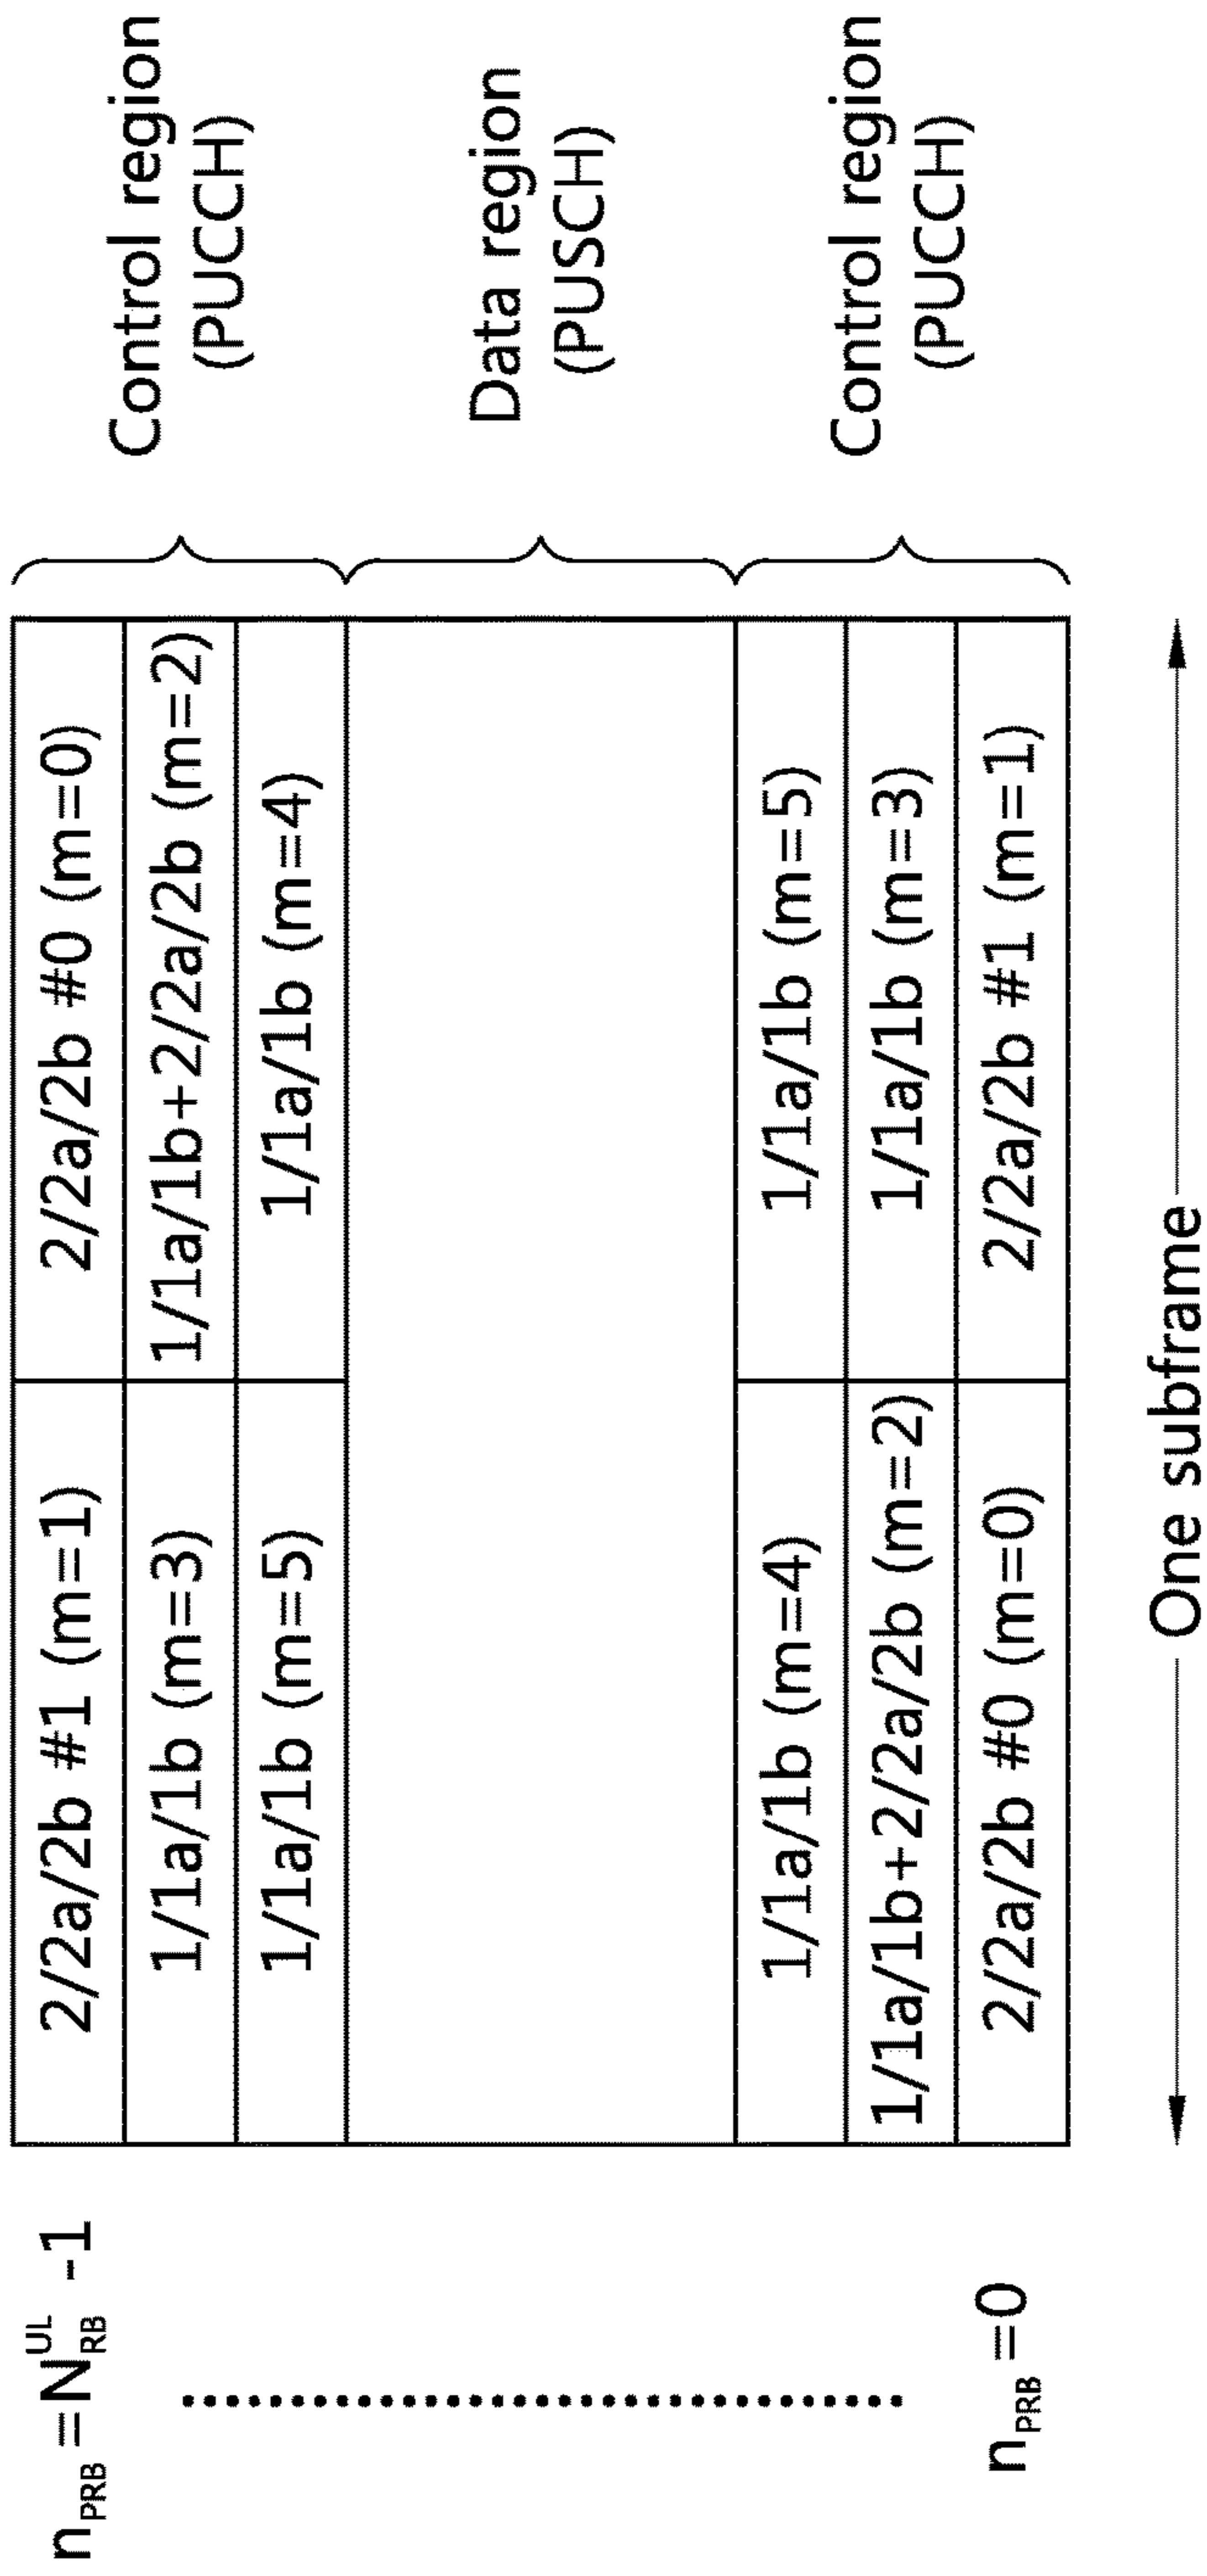 n_PRB =N_RB^UL -1
2/2a/2b #1 (m=1)
2/2a/2b #0 (m=0)
1/1a/1b (m=3)
1/1a/1b+2/2a/2b (m=2)
1/1a/1b (m=5)
1/1a/1b (m=4)
Control region
(PUCCH)
Data region
(PUSCH)
1/1a/1b (m=4)
1/1a/1b (m=5)
1/1a/1b+2/2a/2b (m=2)
1/1a/1b (m=3)
n_PRB =0
2/2a/2b #0 (m=0)
2/2a/2b #1 (m=1)
Control region
(PUCCH)
One subframe